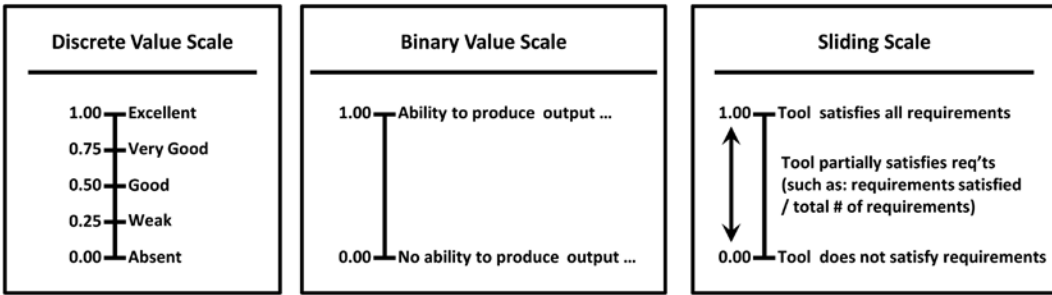 Discrete Value Scale
1.00 Excellent
0.75 Very Good
0.50 Good
0.25 Weak
0.00 Absent
Binary Value Scale
1.00 Ability to produce output ...
0.00 No ability to produce output ...
Sliding Scale
1.00 Tool satisfies all requirements
Tool partially satisfies req'ts
(such as: requirements satisfied
/ total # of requirements)
0.00 Tool does not satisfy requirements